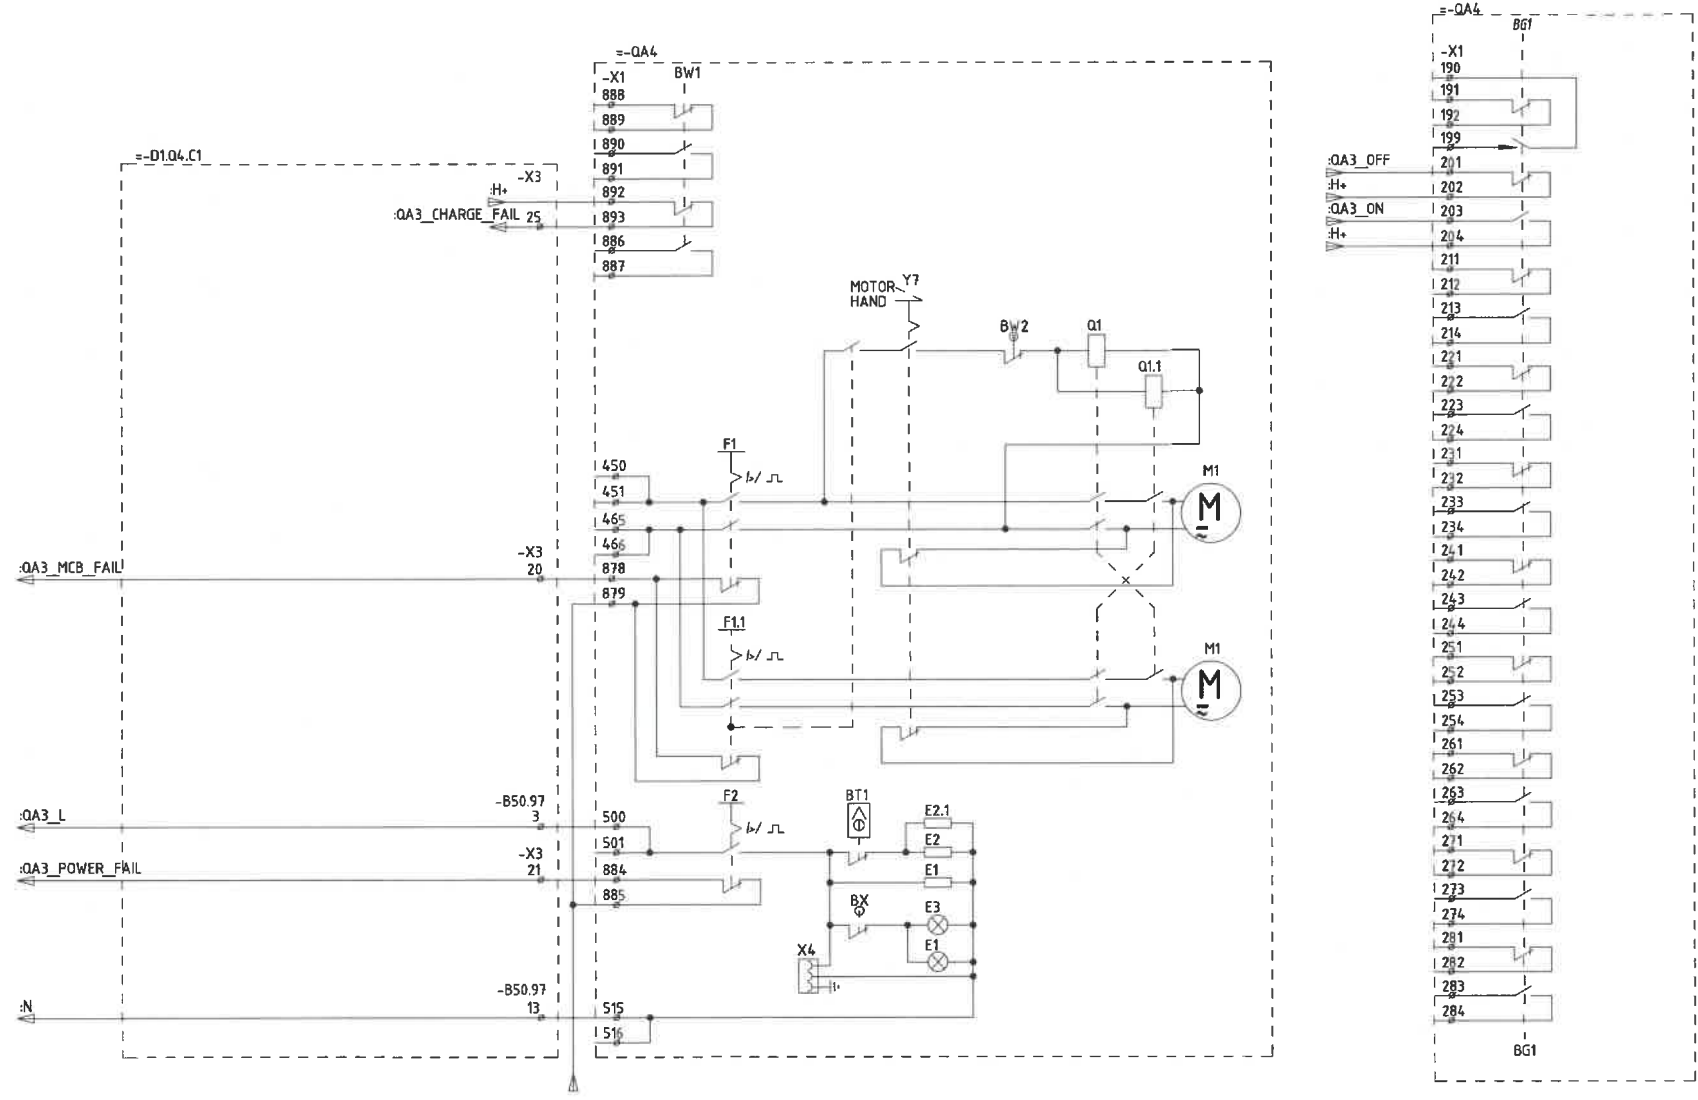 =-QA4
-X1
BW1
888
889
890
891
892
893
886
887
=-D1.Q4.C1
-X3
:H+
:QA3_CHARGE_FAIL 25
MOTOR
HAND
Y7
BW2
Q1
Q1.1
F1
I>/
450
451
465
466
M1
M
=
~
:QA3_MCB_FAIL
-X3
20
878
879
F1.1
I>/
M1
M
=
~
:QA3_L
-B50.97
3
500
501
F2
I>/
BT1
E2.1
E2
E1
:QA3_POWER_FAIL
-X3
21
884
885
BX
E3
E1
X4
:N
-B50.97
13
515
516
=-QA4
BG1
-X1
190
191
192
199
:QA3_OFF
201
:H+
202
:QA3_ON
203
:H+
204
211
212
213
214
221
222
223
224
231
232
233
234
241
242
243
244
251
252
253
254
261
262
263
264
271
272
273
274
281
282
283
284
BG1